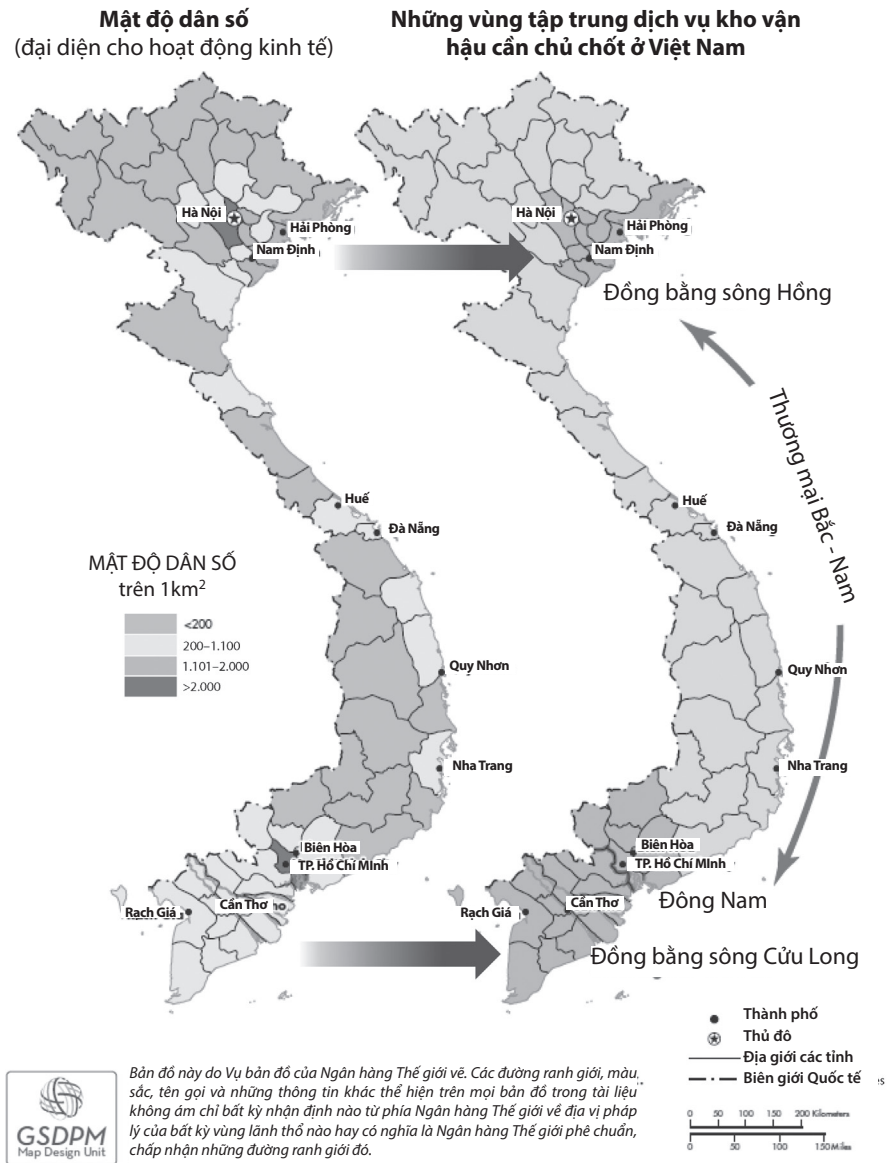 Mật độ dân số
(đại diện cho hoạt động kinh tế)
Những vùng tập trung dịch vụ kho vận
hậu cần chủ chốt ở Việt Nam
Hà Nội
Hải Phòng
Nam Định
Hà Nội
Hải Phòng
Nam Định
Đồng bằng sông Hồng
Thương mại Bắc - Nam
Huế
Đà Nẵng
Huế
Đà Nẵng
MẬT ĐỘ DÂN SỐ
trên 1km²
<200
200–1.100
1.101–2.000
>2.000
Quy Nhơn
Quy Nhơn
Nha Trang
Nha Trang
Biên Hòa
TP. Hồ Chí MInh
Biên Hòa
TP. Hồ Chí MInh
Cần Thơ
Rạch Giá
Cần Thơ
Rạch Giá
Đông Nam
Đồng bằng sông Cửu Long
Thành phố
Thủ đô
Địa giới các tỉnh
Biên giới Quốc tế
0 50 100 150 200 Kilometers
0 50 100 150 Miles
GSDPM
Map Design Unit
Bản đồ này do Vụ bản đồ của Ngân hàng Thế giới vẽ. Các đường ranh giới, màu
sắc, tên gọi và những thông tin khác thể hiện trên mọi bản đồ trong tài liệu
không ám chỉ bất kỳ nhận định nào từ phía Ngân hàng Thế giới về địa vị pháp
lý của bất kỳ vùng lãnh thổ nào hay có nghĩa là Ngân hàng Thế giới phê chuẩn,
chấp nhận những đường ranh giới đó.